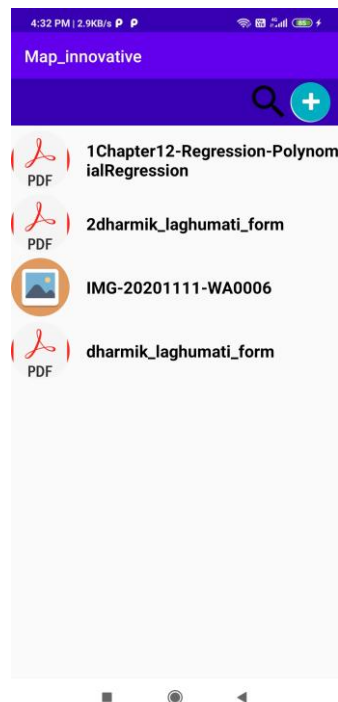 4:32 PM | 2.9KB/s
Map_innovative
1Chapter12-Regression-Polynom
ialRegression
PDF
2dharmik_laghumati_form
PDF
IMG-20201111-WA0006
dharmik_laghumati_form
PDF